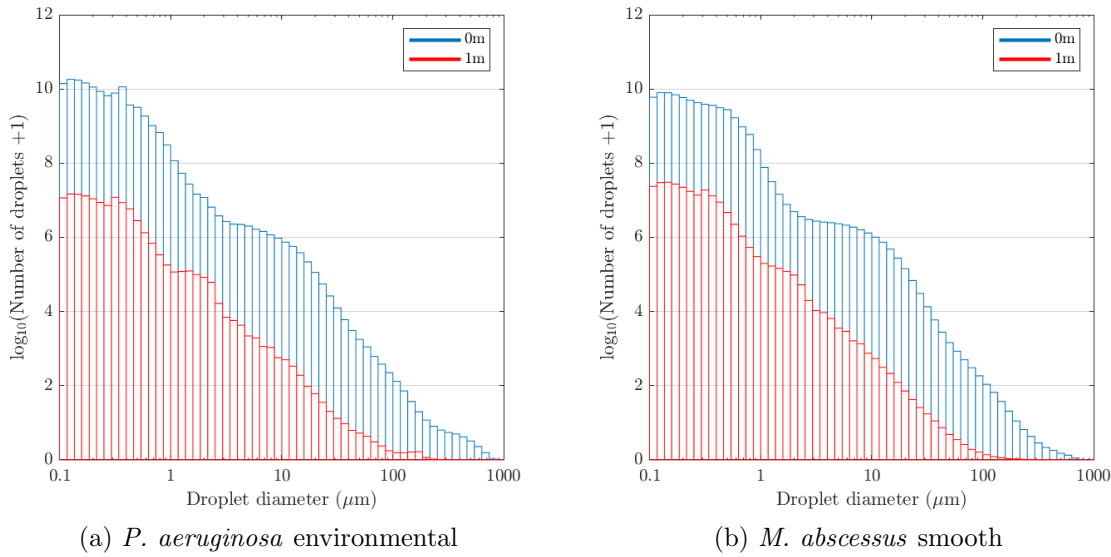 12
10
8
6
4
2
0
log₁₀(Number of droplets +1)
0m
1m
0.1 1 10 100 1000
Droplet diameter (μm)
(a) P. aeruginosa environmental
12
10
8
6
4
2
0
log₁₀(Number of droplets +1)
0m
1m
0.1 1 10 100 1000
Droplet diameter (μm)
(b) M. abscessus smooth